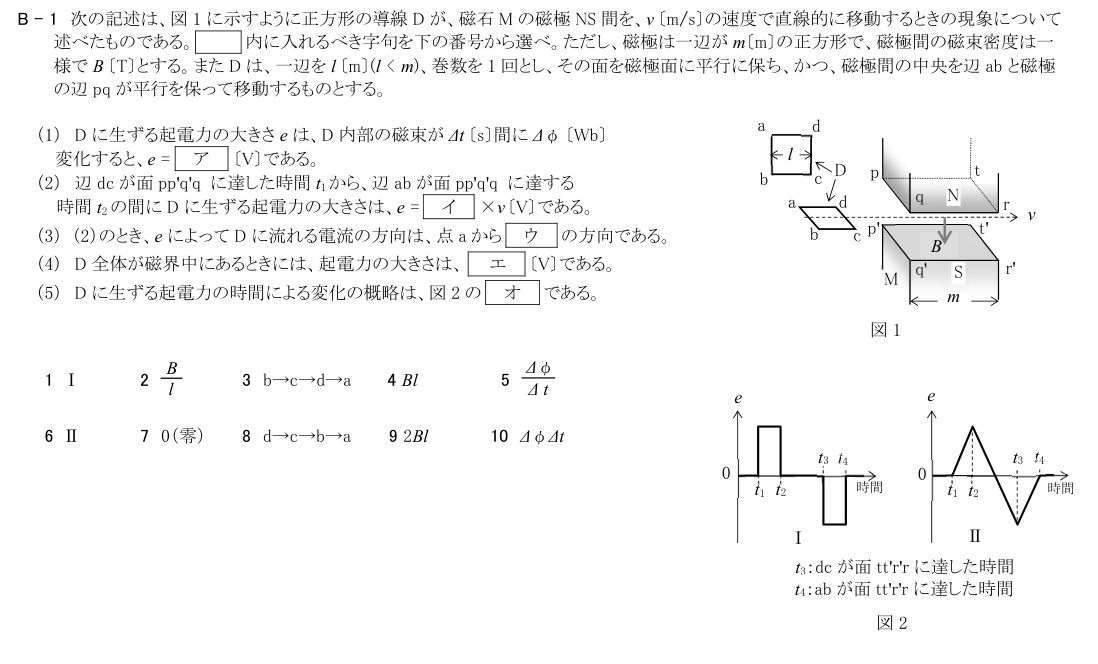 B－1 次の記述は、図1に示すように正方形の導線Dが、磁石Mの磁極NS間を、v〔m/s〕の速度で直線的に移動するときの現象について
述べたものである。□内に入れるべき字句を下の番号から選べ。ただし、磁極は一辺がm〔m〕の正方形で、磁極間の磁束密度は一
様でB〔T〕とする。またDは、一辺をl〔m〕(l < m)、巻数を1回とし、その面を磁極面に平行に保ち、かつ、磁極間の中央を辺abと磁極
の辺pqが平行を保って移動するものとする。
(1) Dに生ずる起電力の大きさeは、D内部の磁束がΔt〔s〕間にΔφ〔Wb〕
変化すると、e = ア〔V〕である。
(2) 辺dcが面pp'q'qに達した時間t1から、辺abが面pp'q'qに達する
時間t2の間にDに生ずる起電力の大きさは、e = イ ×v〔V〕である。
(3) (2)のとき、eによってDに流れる電流の方向は、点aから ウ の方向である。
(4) D全体が磁界中にあるときには、起電力の大きさは、 エ 〔V〕である。
(5) Dに生ずる起電力の時間による変化の概略は、図2の オ である。
a d
l
b c D
a d
b c
p t
q N r
v
p' t'
B
q' S r'
M
m
図1
1 Ⅰ 2 B/l 3 b→c→d→a 4 Bl 5 Δφ/Δt
6 Ⅱ 7 0(零) 8 d→c→b→a 9 2Bl 10 ΔφΔt
e e
t3 t4 t3 t4
0 t1 t2 時間 0 t1 t2 時間
Ⅰ Ⅱ
t3:dcが面tt'r'rに達した時間
t4:abが面tt'r'rに達した時間
図2